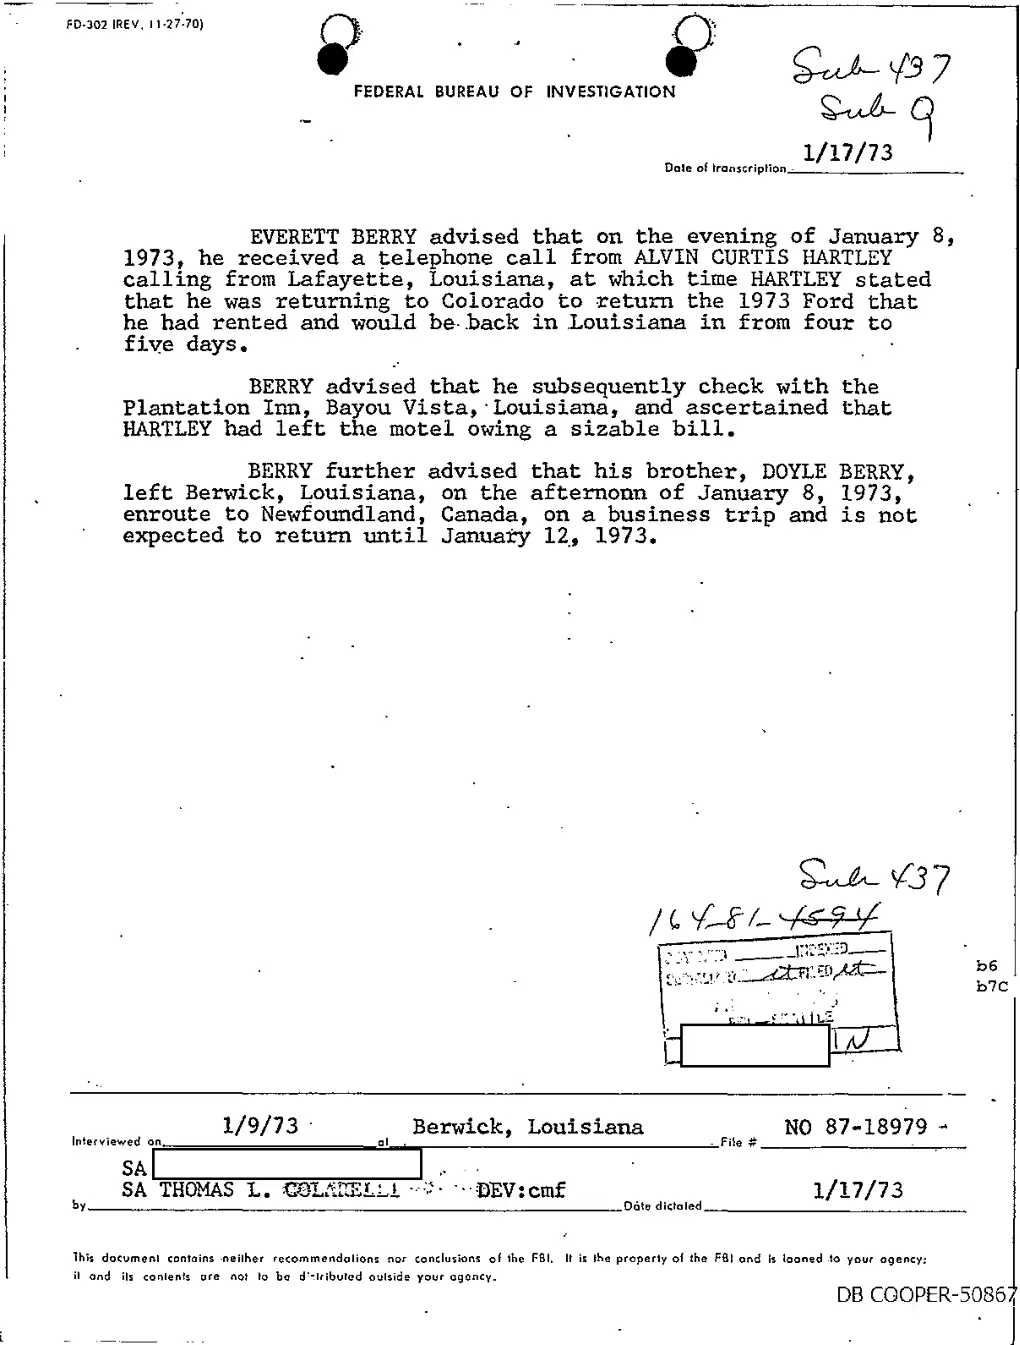 FD-302 (REV. 11-27-70)
FEDERAL BUREAU OF INVESTIGATION
Sub 437
Sub Q
Date of transcription 1/17/73
EVERETT BERRY advised that on the evening of January 8,
1973, he received a telephone call from ALVIN CURTIS HARTLEY
calling from Lafayette, Louisiana, at which time HARTLEY stated
that he was returning to Colorado to return the 1973 Ford that
he had rented and would be back in Louisiana in from four to
five days.
BERRY advised that he subsequently check with the
Plantation Inn, Bayou Vista, Louisiana, and ascertained that
HARTLEY had left the motel owing a sizable bill.
BERRY further advised that his brother, DOYLE BERRY,
left Berwick, Louisiana, on the afternonn of January 8, 1973,
enroute to Newfoundland, Canada, on a business trip and is not
expected to return until January 12, 1973.
Sub 437
164-81-4594
INDEXED
FILED
b6
b7C
IN
Interviewed on 1/9/73 at Berwick, Louisiana File # NO 87-18979
SA
SA THOMAS L. DEV:cmf
by Date dictated 1/17/73
This document contains neither recommendations nor conclusions of the FBI. It is the property of the FBI and is loaned to your agency;
it and its contents are not to be distributed outside your agency.
DB COOPER-50867